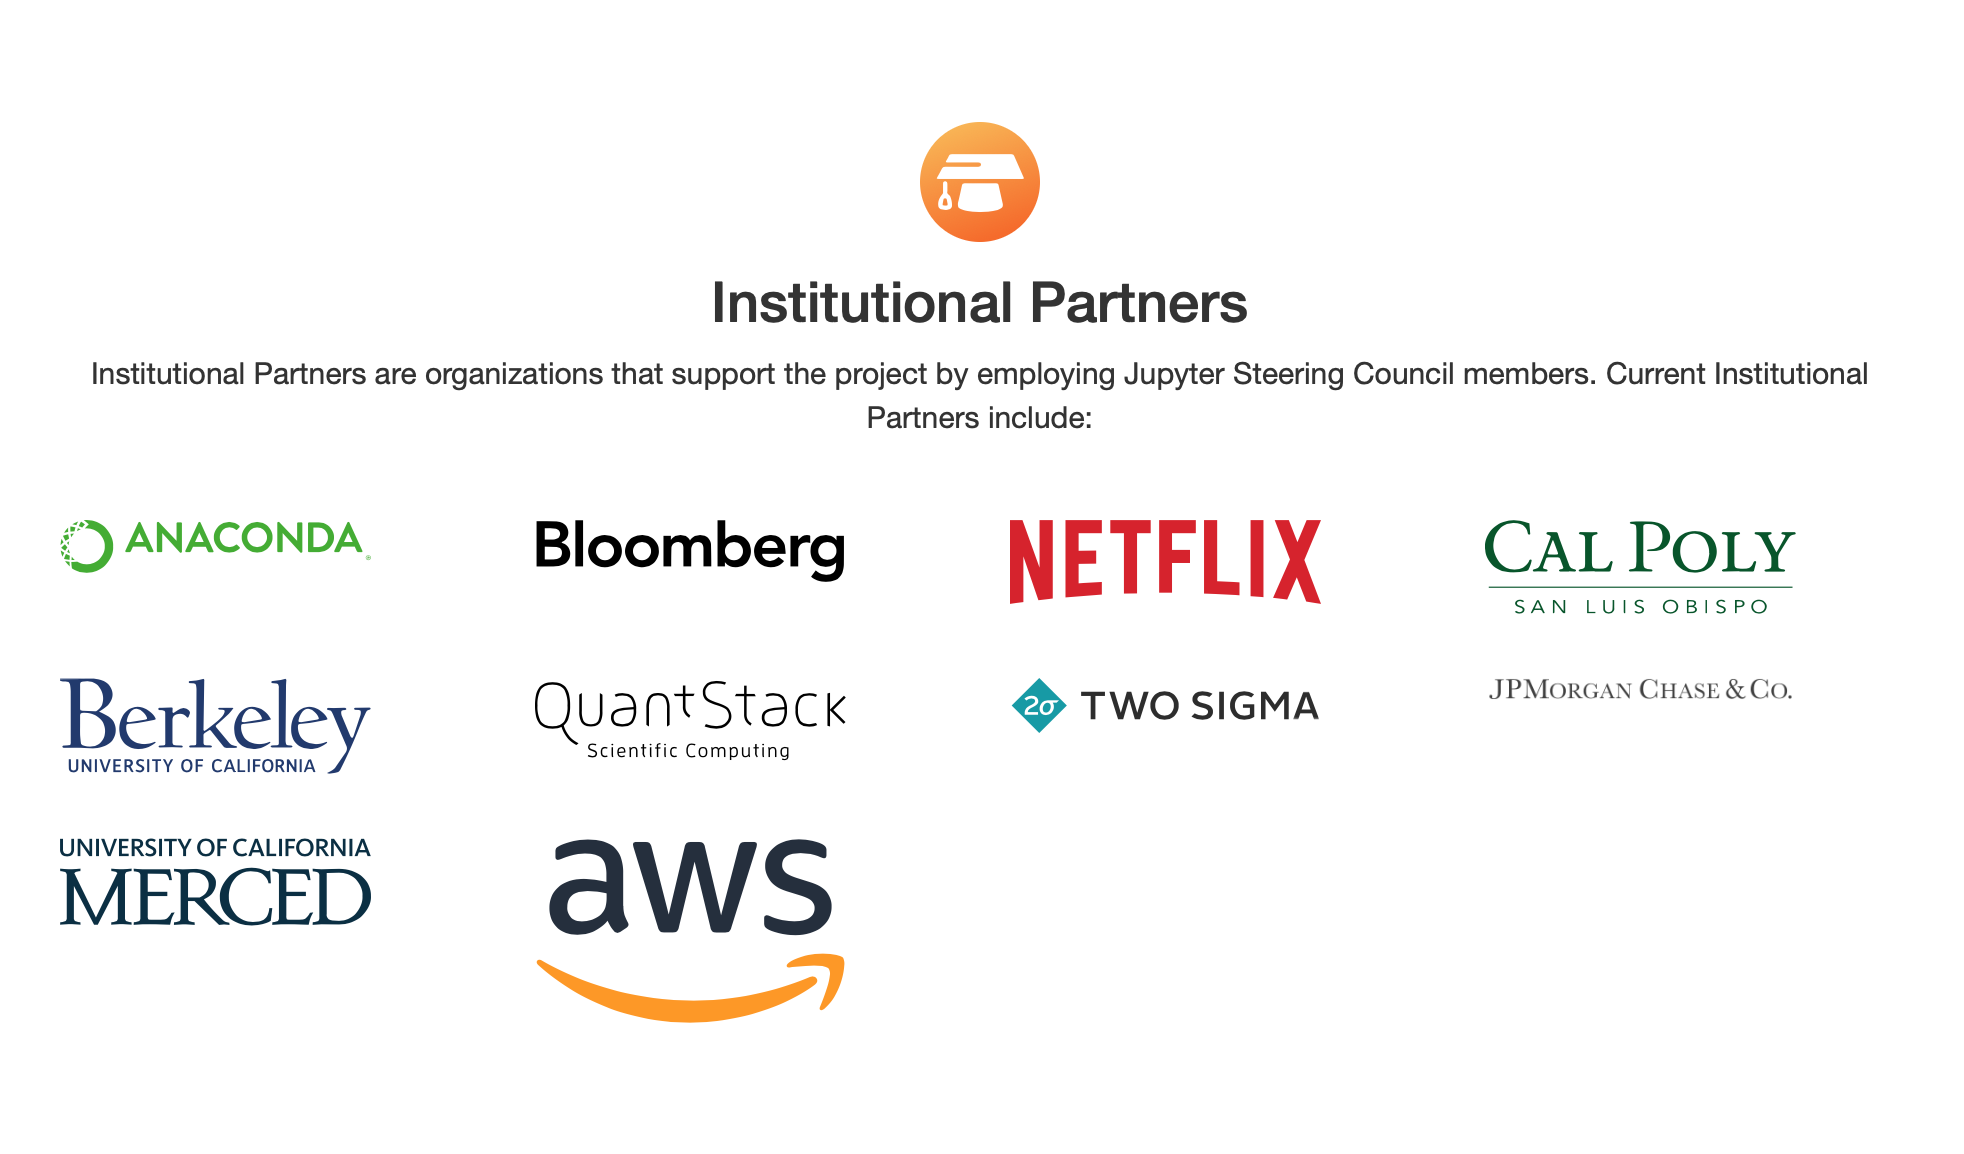 Institutional Partners
Institutional Partners are organizations that support the project by employing Jupyter Steering Council members. Current Institutional
Partners include:
ANACONDA
Bloomberg
NETFLIX
CAL POLY
SAN LUIS OBISPO
Berkeley
UNIVERSITY OF CALIFORNIA
QuantStack
Scientific Computing
2σ TWO SIGMA
JPMORGAN CHASE & CO.
UNIVERSITY OF CALIFORNIA
MERCED
aws